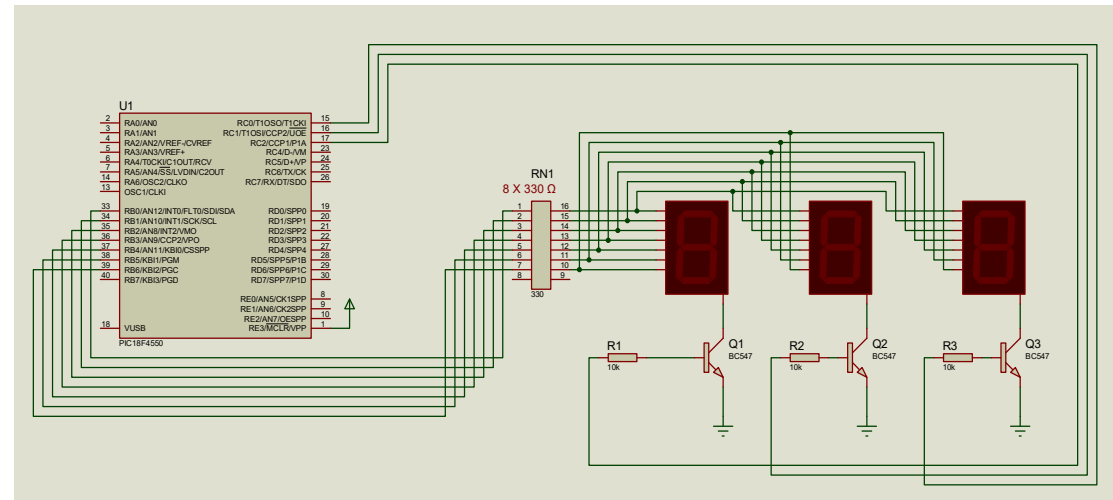 U1
2 RA0/AN0 RC0/T1OSO/T1CKI 15
3 RA1/AN1 RC1/T1OSI/CCP2/UOE 16
4 RA2/AN2/VREF-/CVREF RC2/CCP1/P1A 17
5 RA3/AN3/VREF+ RC4/D-/VM 23
6 RA4/T0CKI/C1OUT/RCV RC5/D+/VP 24
7 RA5/AN4/SS/LVDIN/C2OUT RC6/TX/CK 25
14 RA6/OSC2/CLKO RC7/RX/DT/SDO 26
13 OSC1/CLKI
33 RB0/AN12/INT0/FLT0/SDI/SDA RD0/SPP0 19
34 RB1/AN10/INT1/SCK/SCL RD1/SPP1 20
35 RB2/AN8/INT2/VMO RD2/SPP2 21
36 RB3/AN9/CCP2/VPO RD3/SPP3 22
37 RB4/AN11/KBI0/CSSPP RD4/SPP4 27
38 RB5/KBI1/PGM RD5/SPP5/P1B 28
39 RB6/KBI2/PGC RD6/SPP6/P1C 29
40 RB7/KBI3/PGD RD7/SPP7/P1D 30
RE0/AN5/CK1SPP 8
RE1/AN6/CK2SPP 9
RE2/AN7/OESPP 10
18 VUSB RE3/MCLR/VPP 1
PIC18F4550
RN1
8 X 330 Ω
1 16
2 15
3 14
4 13
5 12
6 11
7 10
8 9
330
R1
10k
Q1
BC547
R2
10k
Q2
BC547
R3
10k
Q3
BC547